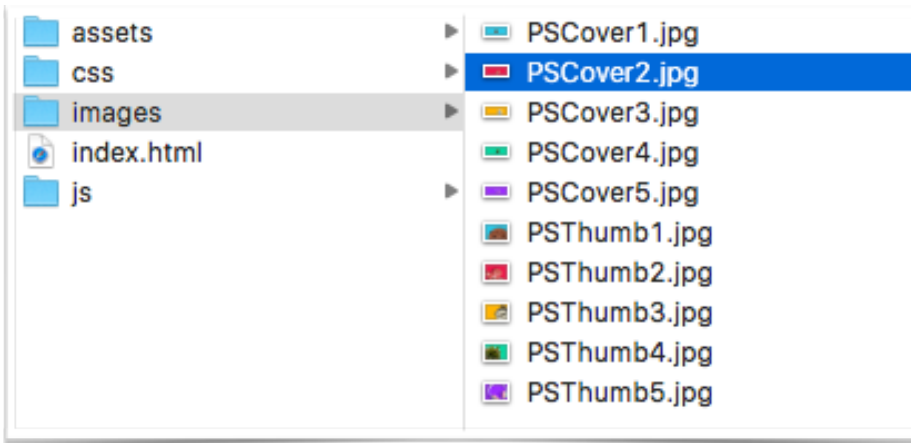 assets
css
images
index.html
js
PSCover1.jpg
PSCover2.jpg
PSCover3.jpg
PSCover4.jpg
PSCover5.jpg
PSThumb1.jpg
PSThumb2.jpg
PSThumb3.jpg
PSThumb4.jpg
PSThumb5.jpg